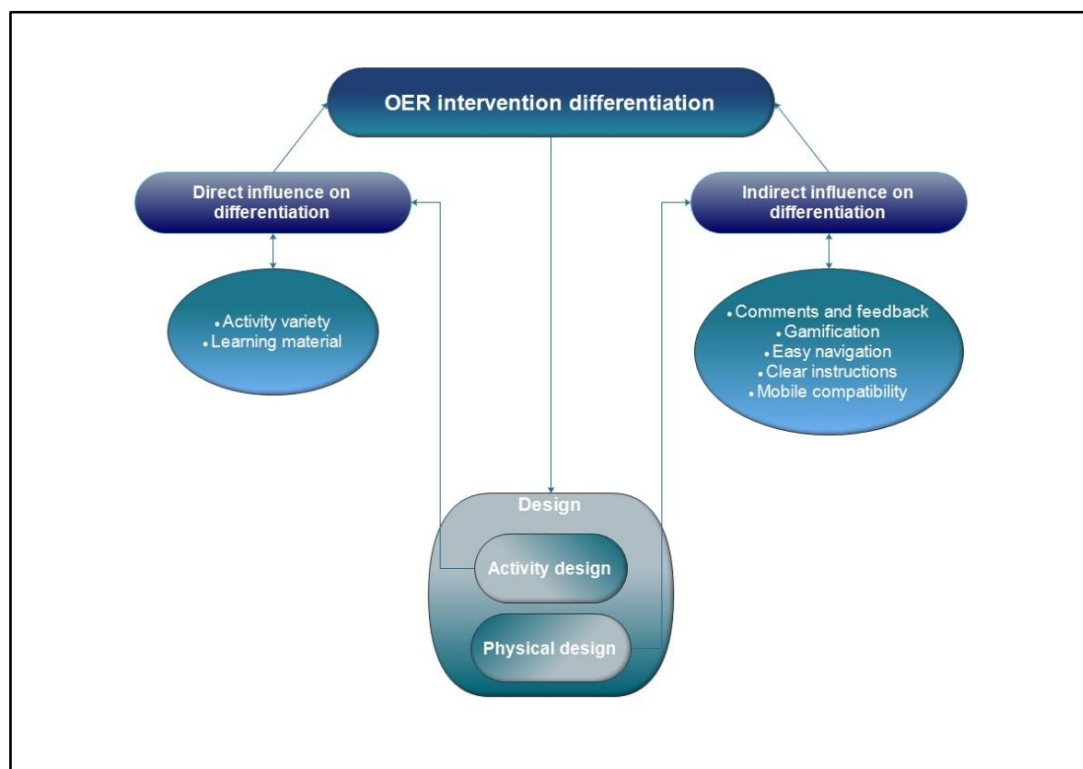 OER intervention differentiation
Direct influence on
differentiation
Indirect influence on
differentiation
• Activity variety
• Learning material
• Comments and feedback
• Gamification
• Easy navigation
• Clear instructions
• Mobile compatibility
Design
Activity design
Physical design